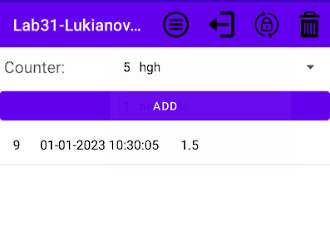 Lab31-Lukianov...
Counter: 5 hgh
ADD
9 01-01-2023 10:30:05 1.5